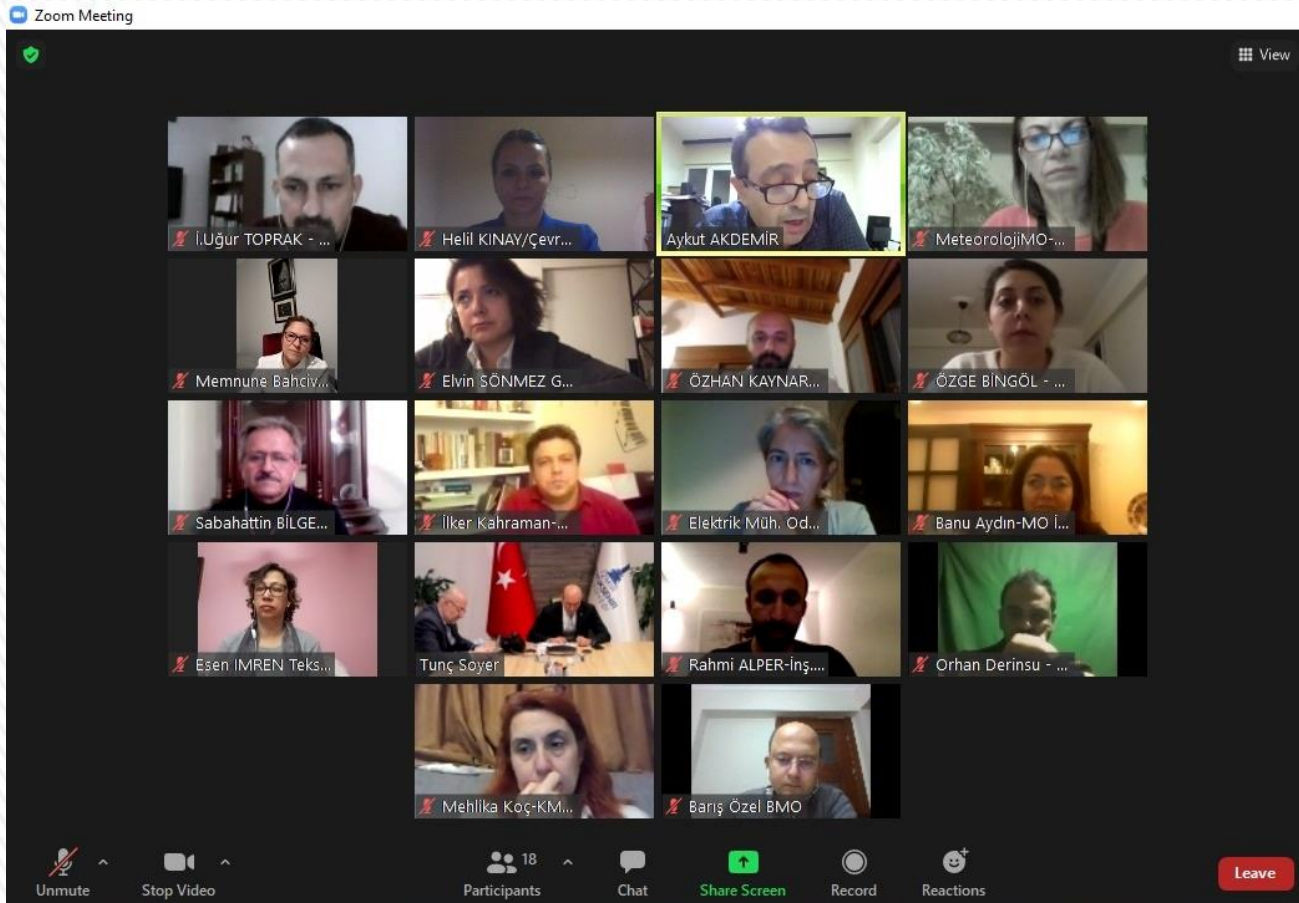 Zoom Meeting
View
İ.Uğur TOPRAK - ...
Helil KINAY/Çevr...
Aykut AKDEMİR
MeteorolojiMO-...
Memnune Bahçiv...
Elvin SÖNMEZ G...
ÖZHAN KAYNAR...
ÖZGE BİNGÖL - ...
Sabahattin BİLGE...
İlker Kahraman-...
Elektrik Müh. Od...
Banu Aydın-MO İ...
Esen IMREN Teks...
Tunç Soyer
Rahmi ALPER-İnş....
Orhan Derinsu - ...
Mehlika Koç-KM...
Barış Özel BMO
Unmute
Stop Video
18
Participants
Chat
Share Screen
Record
Reactions
Leave